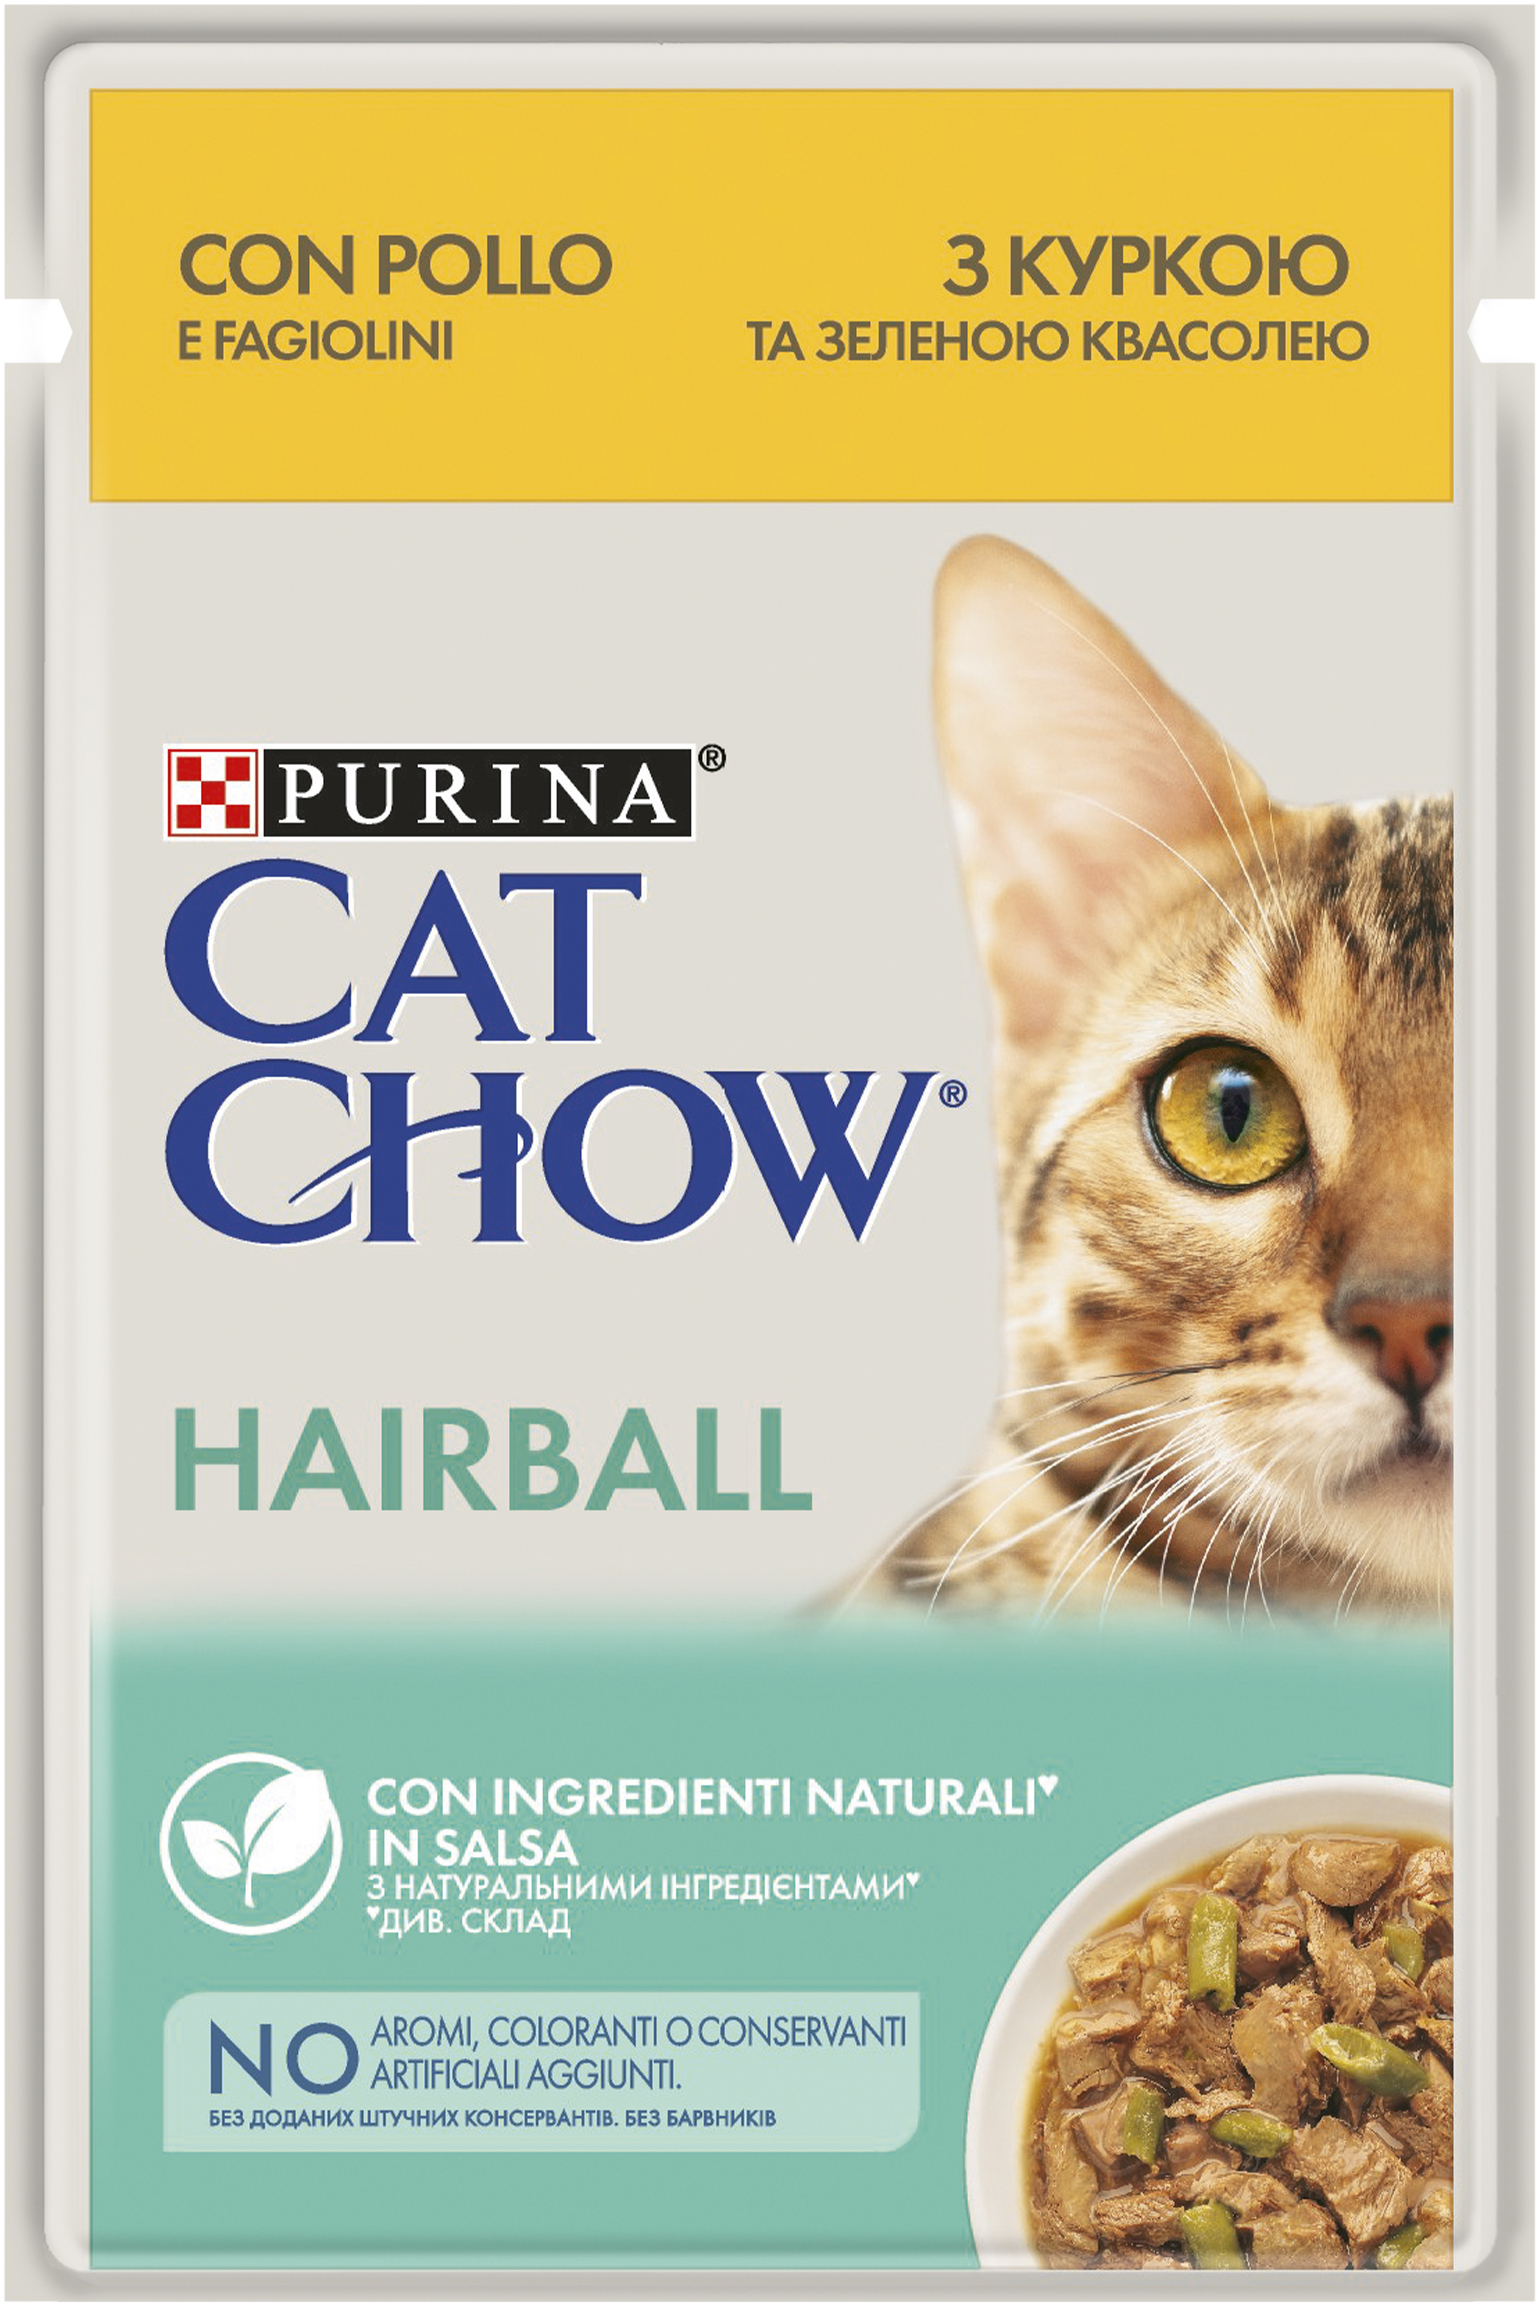 CON POLLO
E FAGIOLINI
З КУРКОЮ
ТА ЗЕЛЕНОЮ КВАСОЛЕЮ
PURINA®
CAT
CHOW®
HAIRBALL
CON INGREDIENTI NATURALI♥
IN SALSA
З НАТУРАЛЬНИМИ ІНГРЕДІЄНТАМИ♥
♥ДИВ. СКЛАД
NO AROMI, COLORANTI O CONSERVANTI
ARTIFICIALI AGGIUNTI.
БЕЗ ДОДАНИХ ШТУЧНИХ КОНСЕРВАНТІВ. БЕЗ БАРВНИКІВ